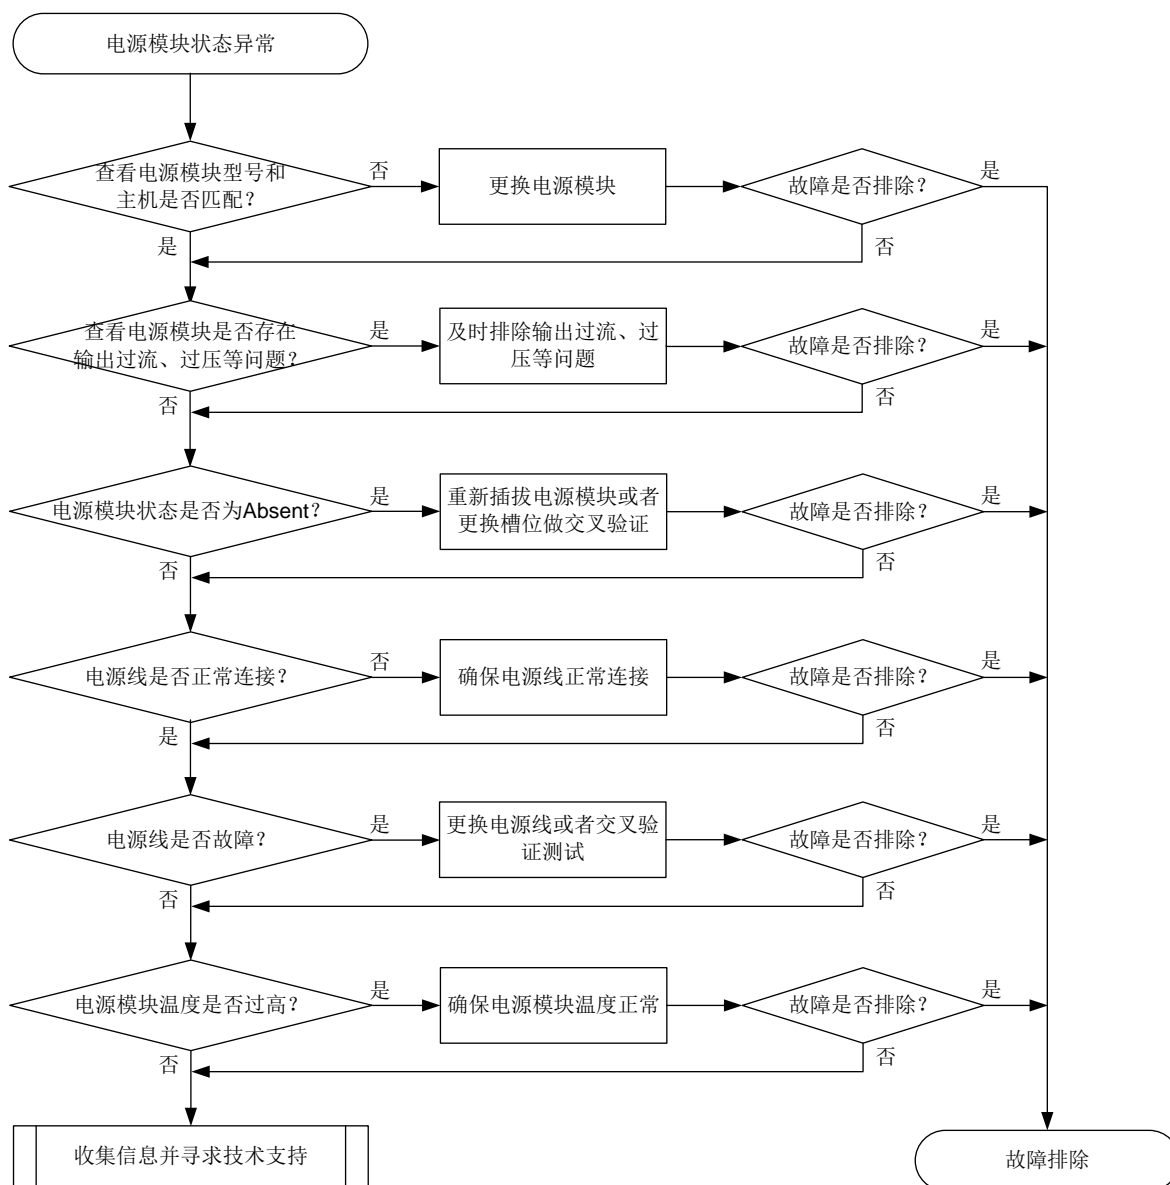 电源模块状态异常
查看电源模块型号和
主机是否匹配？
否
更换电源模块
故障是否排除？
是
是
否
查看电源模块是否存在
输出过流、过压等问题？
是
及时排除输出过流、过
压等问题
故障是否排除？
是
否
否
电源模块状态是否为Absent？
是
重新插拔电源模块或者
更换槽位做交叉验证
故障是否排除？
是
否
否
电源线是否正常连接？
否
确保电源线正常连接
故障是否排除？
是
是
否
电源线是否故障？
是
更换电源线或者交叉验
证测试
故障是否排除？
是
否
否
电源模块温度是否过高？
是
确保电源模块温度正常
故障是否排除？
是
否
否
收集信息并寻求技术支持
故障排除